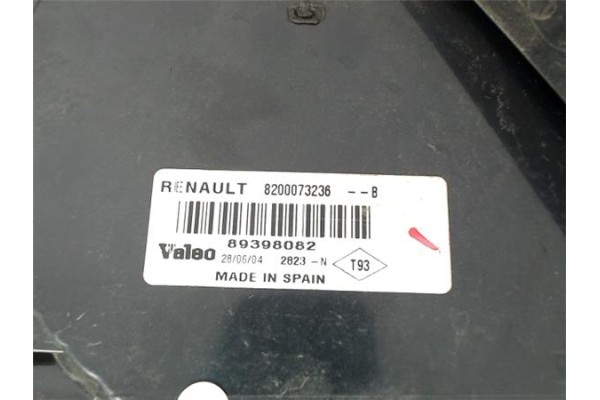 RENAULT 8200073236 --B
89398082
Valeo 28/06/04 2823-N T93
MADE IN SPAIN